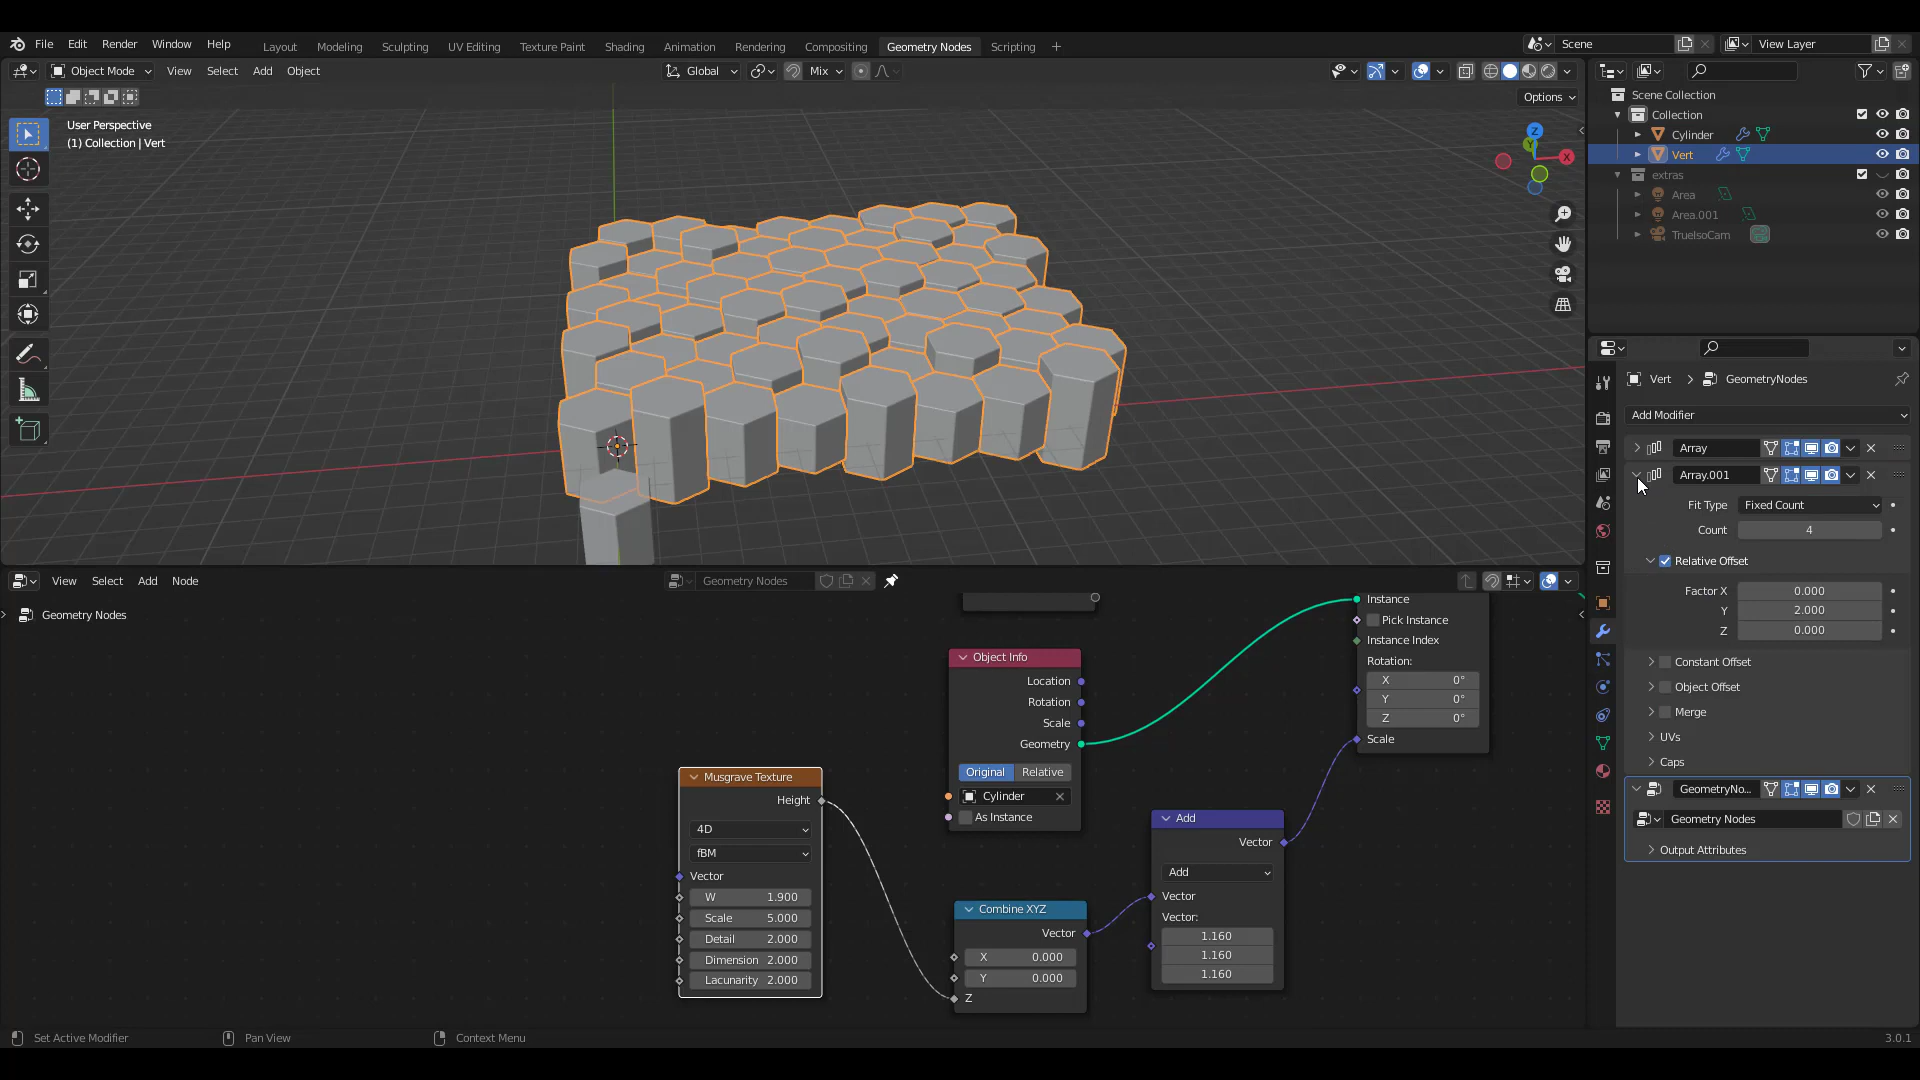 File Edit Render Window Help Layout Modeling Sculpting UV Editing Texture Paint Shading Animation Rendering Compositing Geometry Nodes Scripting + Scene View Layer
Object Mode View Select Add Object Global Mix
Options
User Perspective
(1) Collection | Vert
Z
Y
X
Scene Collection
Collection
Cylinder
Vert
extras
Area
Area.001
TrueIsoCam
Vert > GeometryNodes
Add Modifier
Array
Array.001
Fit Type Fixed Count
Count 4
Relative Offset
Factor X 0.000
Y 2.000
Z 0.000
Constant Offset
Object Offset
Merge
UVs
Caps
GeometryNo...
Geometry Nodes
Output Attributes
View Select Add Node Geometry Nodes
Geometry Nodes
Object Info
Location
Rotation
Scale
Geometry
Original Relative
Cylinder
As Instance
Instance
Pick Instance
Instance Index
Rotation:
X 0°
Y 0°
Z 0°
Scale
Musgrave Texture
Height
4D
fBM
Vector
W 1.900
Scale 5.000
Detail 2.000
Dimension 2.000
Lacunarity 2.000
Combine XYZ
Vector
X 0.000
Y 0.000
Z
Add
Vector
Add
Vector
Vector:
1.160
1.160
1.160
Set Active Modifier Pan View Context Menu 3.0.1